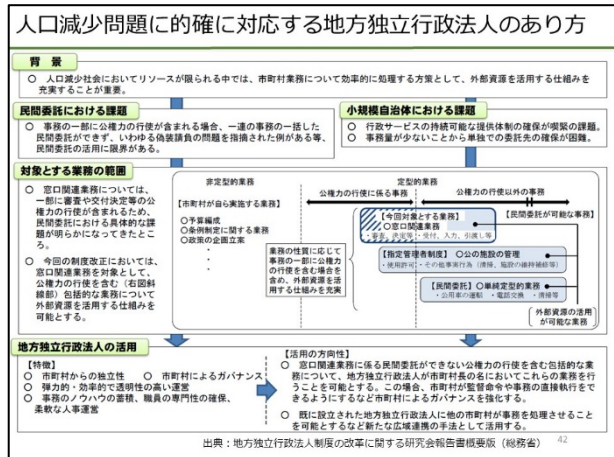 人口減少問題に的確に対応する地方独立行政法人のあり方
背 景
○ 人口減少社会においてリソースが限られる中では、市町村業務について効率的に処理する方策として、外部資源を活用する仕組みを
充実することが重要。
民間委託における課題
○ 事務の一部に公権力の行使が含まれる場合、一連の事務の一括した
民間委託ができず、いわゆる偽装請負の問題を指摘された例がある等、
民間委託の活用に限界がある。
小規模自治体における課題
○ 行政サービスの持続可能な提供体制の確保が喫緊の課題。
○ 事務量が少ないことから単独での委託先の確保が困難。
対象とする業務の範囲
○ 窓口関連業務については、
一部に審査や交付決定等の公
権力の行使が含まれるため、
民間委託における具体的な
課題が明らかになってきたと
ころ。
○ 今回の制度改正においては、
窓口関連業務を対象として、
公権力の行使を含む(右図斜
線部)包括的な業務について
外部資源を活用する仕組みを
可能とする。
非定型的業務
定型的業務
公権力の行使に係る事務
公権力の行使以外の事務
【市町村が自ら実施する業務】
○予算編成
○条例制定に関する業務
○政策の企画立案
等
業務の性質に応じて
事務の一部に公権力
の行使を含む場合を
含め、外部資源を活
用する仕組みを充実
【民間委託が可能な事務】
【今回対象とする業務】
○窓口関連業務
・審査、決定等・受付、入力、引渡し等
【指定管理者制度】 ○公の施設の管理
・使用許可・その他事実行為(清掃、施設の維持補修等)
【民間委託】○単純定型的業務
・公用車の運転 ・電話交換 ・清掃等
外部資源の活用
が可能な業務
地方独立行政法人の活用
【特徴】
○ 市町村からの独立性 ○ 市町村によるガバナンス
○ 弾力的・効率的で透明性の高い運営
○ 事務のノウハウの蓄積、職員の専門性の確保、
柔軟な人事運営
【活用の方向性】
○ 窓口関連業務に係る民間委託ができない公権力の行使を含む包括的な業
務について、地方独立行政法人が市町村長の名においてこれらの業務を行
うことを可能とする。この場合、市町村が監督命令や事務の直接執行をで
きるようにするなど市町村によるガバナンスを強化する。
○ 既に設立された地方独立行政法人に他の市町村が事務を処理させること
を可能とするなど新たな広域連携の手法として活用する。
出典:地方独立行政法人制度の改革に関する研究会報告書概要版(総務省)
42